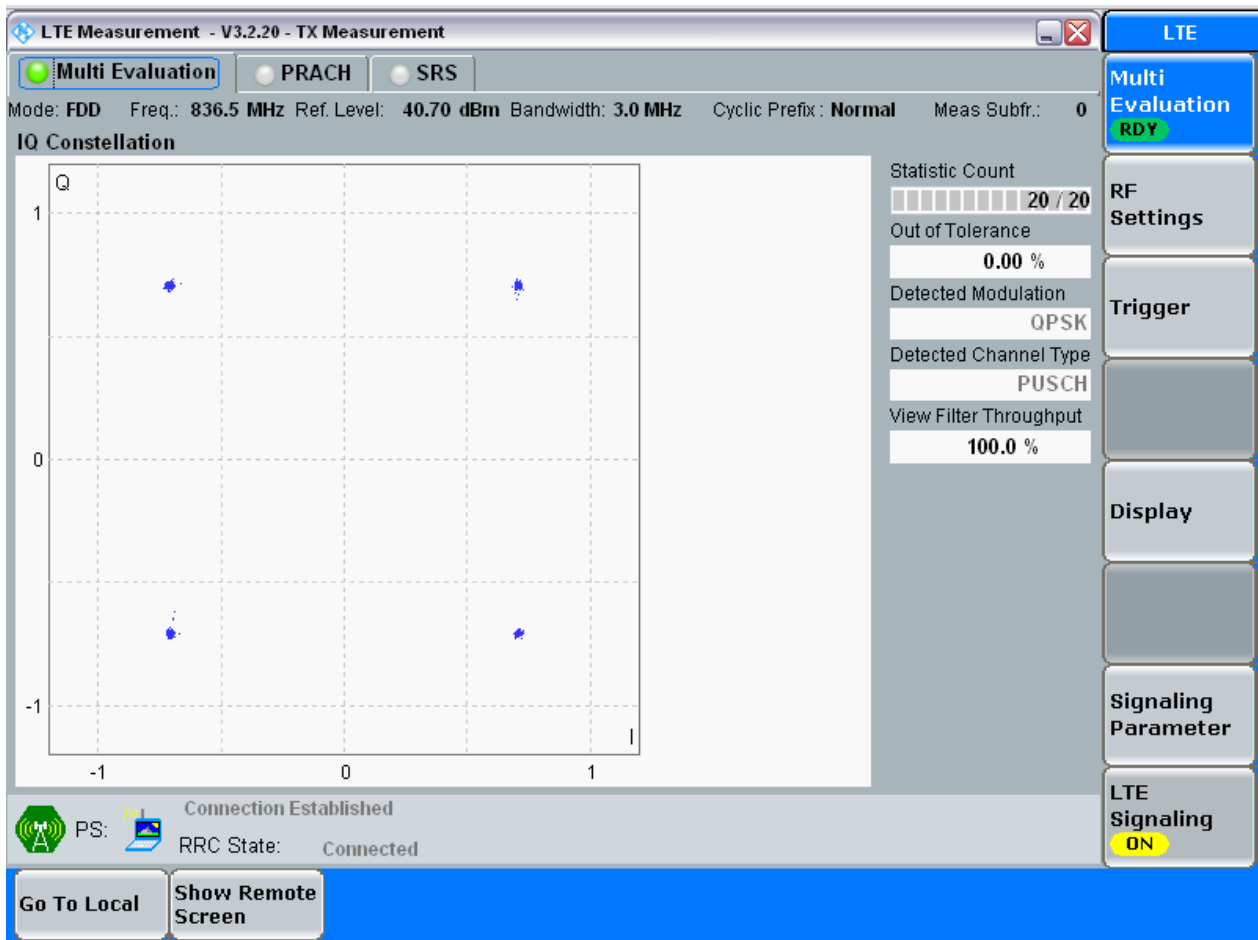 LTE Measurement - V3.2.20 - TX Measurement
LTE
Multi Evaluation PRACH SRS
Mode: FDD Freq.: 836.5 MHz Ref. Level: 40.70 dBm Bandwidth: 3.0 MHz Cyclic Prefix : Normal Meas Subfr.: 0
IQ Constellation
Q
1
0
-1
I
-1 0 1
Statistic Count
20 / 20
Out of Tolerance
0.00 %
Detected Modulation
QPSK
Detected Channel Type
PUSCH
View Filter Throughput
100.0 %
Multi
Evaluation
RDY
RF
Settings
Trigger
Display
Signaling
Parameter
LTE
Signaling
ON
PS: Connection Established
RRC State: Connected
Go To Local
Show Remote
Screen